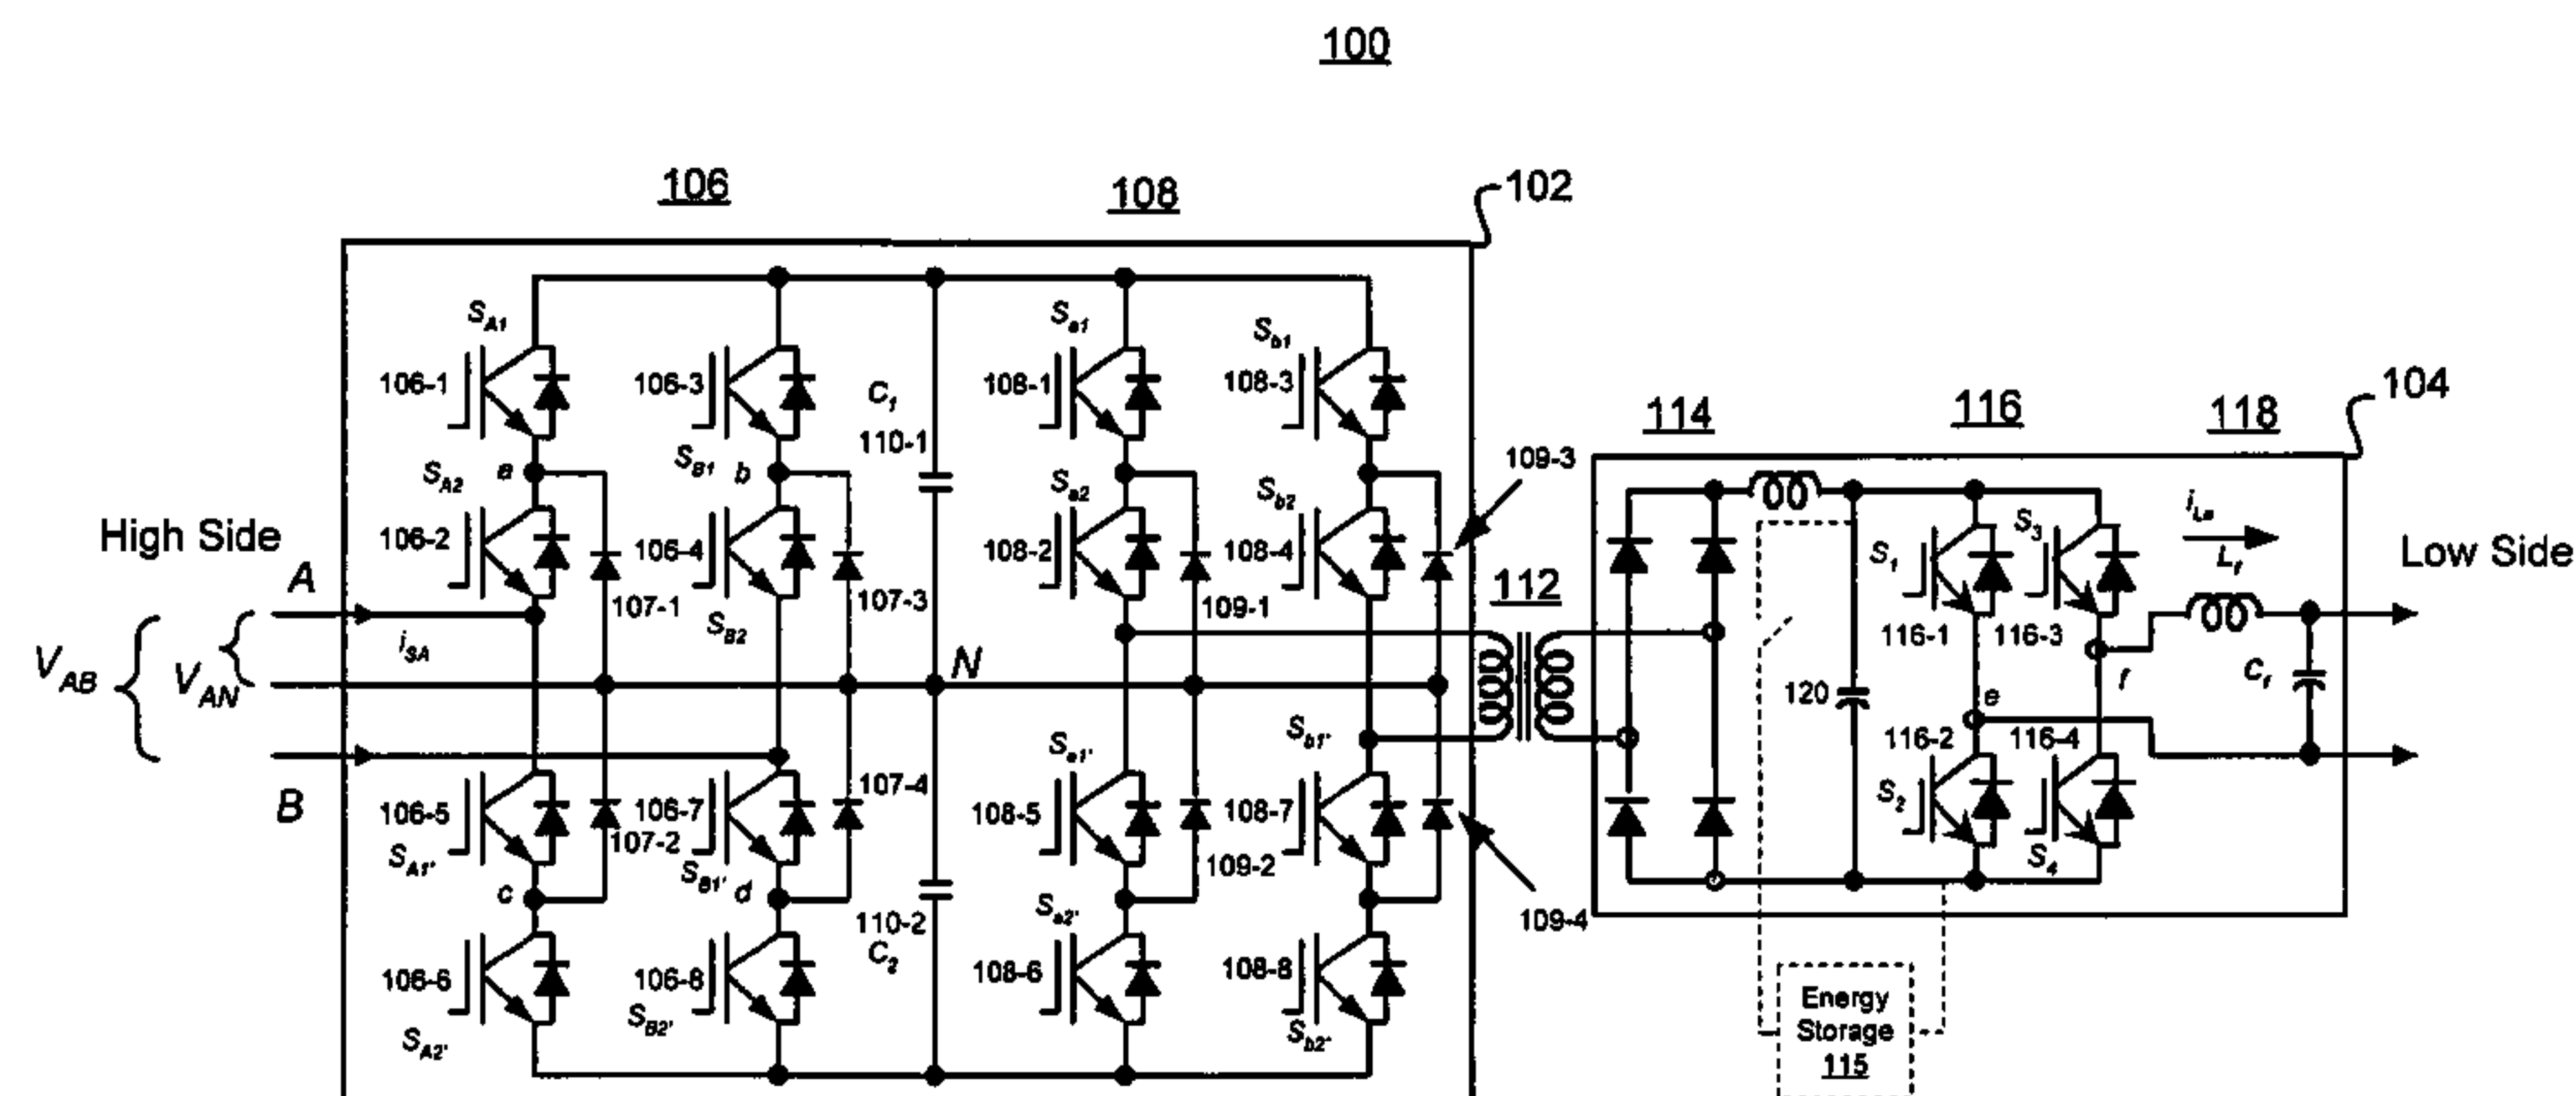 100
106
108
102
S_A1
S_B1
S_a1
S_b1
106-1
106-3
C_1
110-1
108-1
108-3
104
114
116
118
a
b
S_A2
S_a2
S_b2
109-3
High Side
106-2
106-4
108-2
108-4
S_1
S_3
i_La
L_f
Low Side
A
107-1
107-3
109-1
112
S_B2
116-1
116-3
i_SA
N
V_AB
V_AN
120
e
f
C_f
B
S_a1'
S_b1'
116-2
116-4
106-5
107-2
106-7
107-4
108-5
109-2
108-7
S_2
S_A1'
S_B1'
S_4
c
d
110-2
C_2
S_a2'
109-4
106-6
106-8
108-6
108-8
S_A2'
S_B2'
S_b2'
Energy
Storage
115